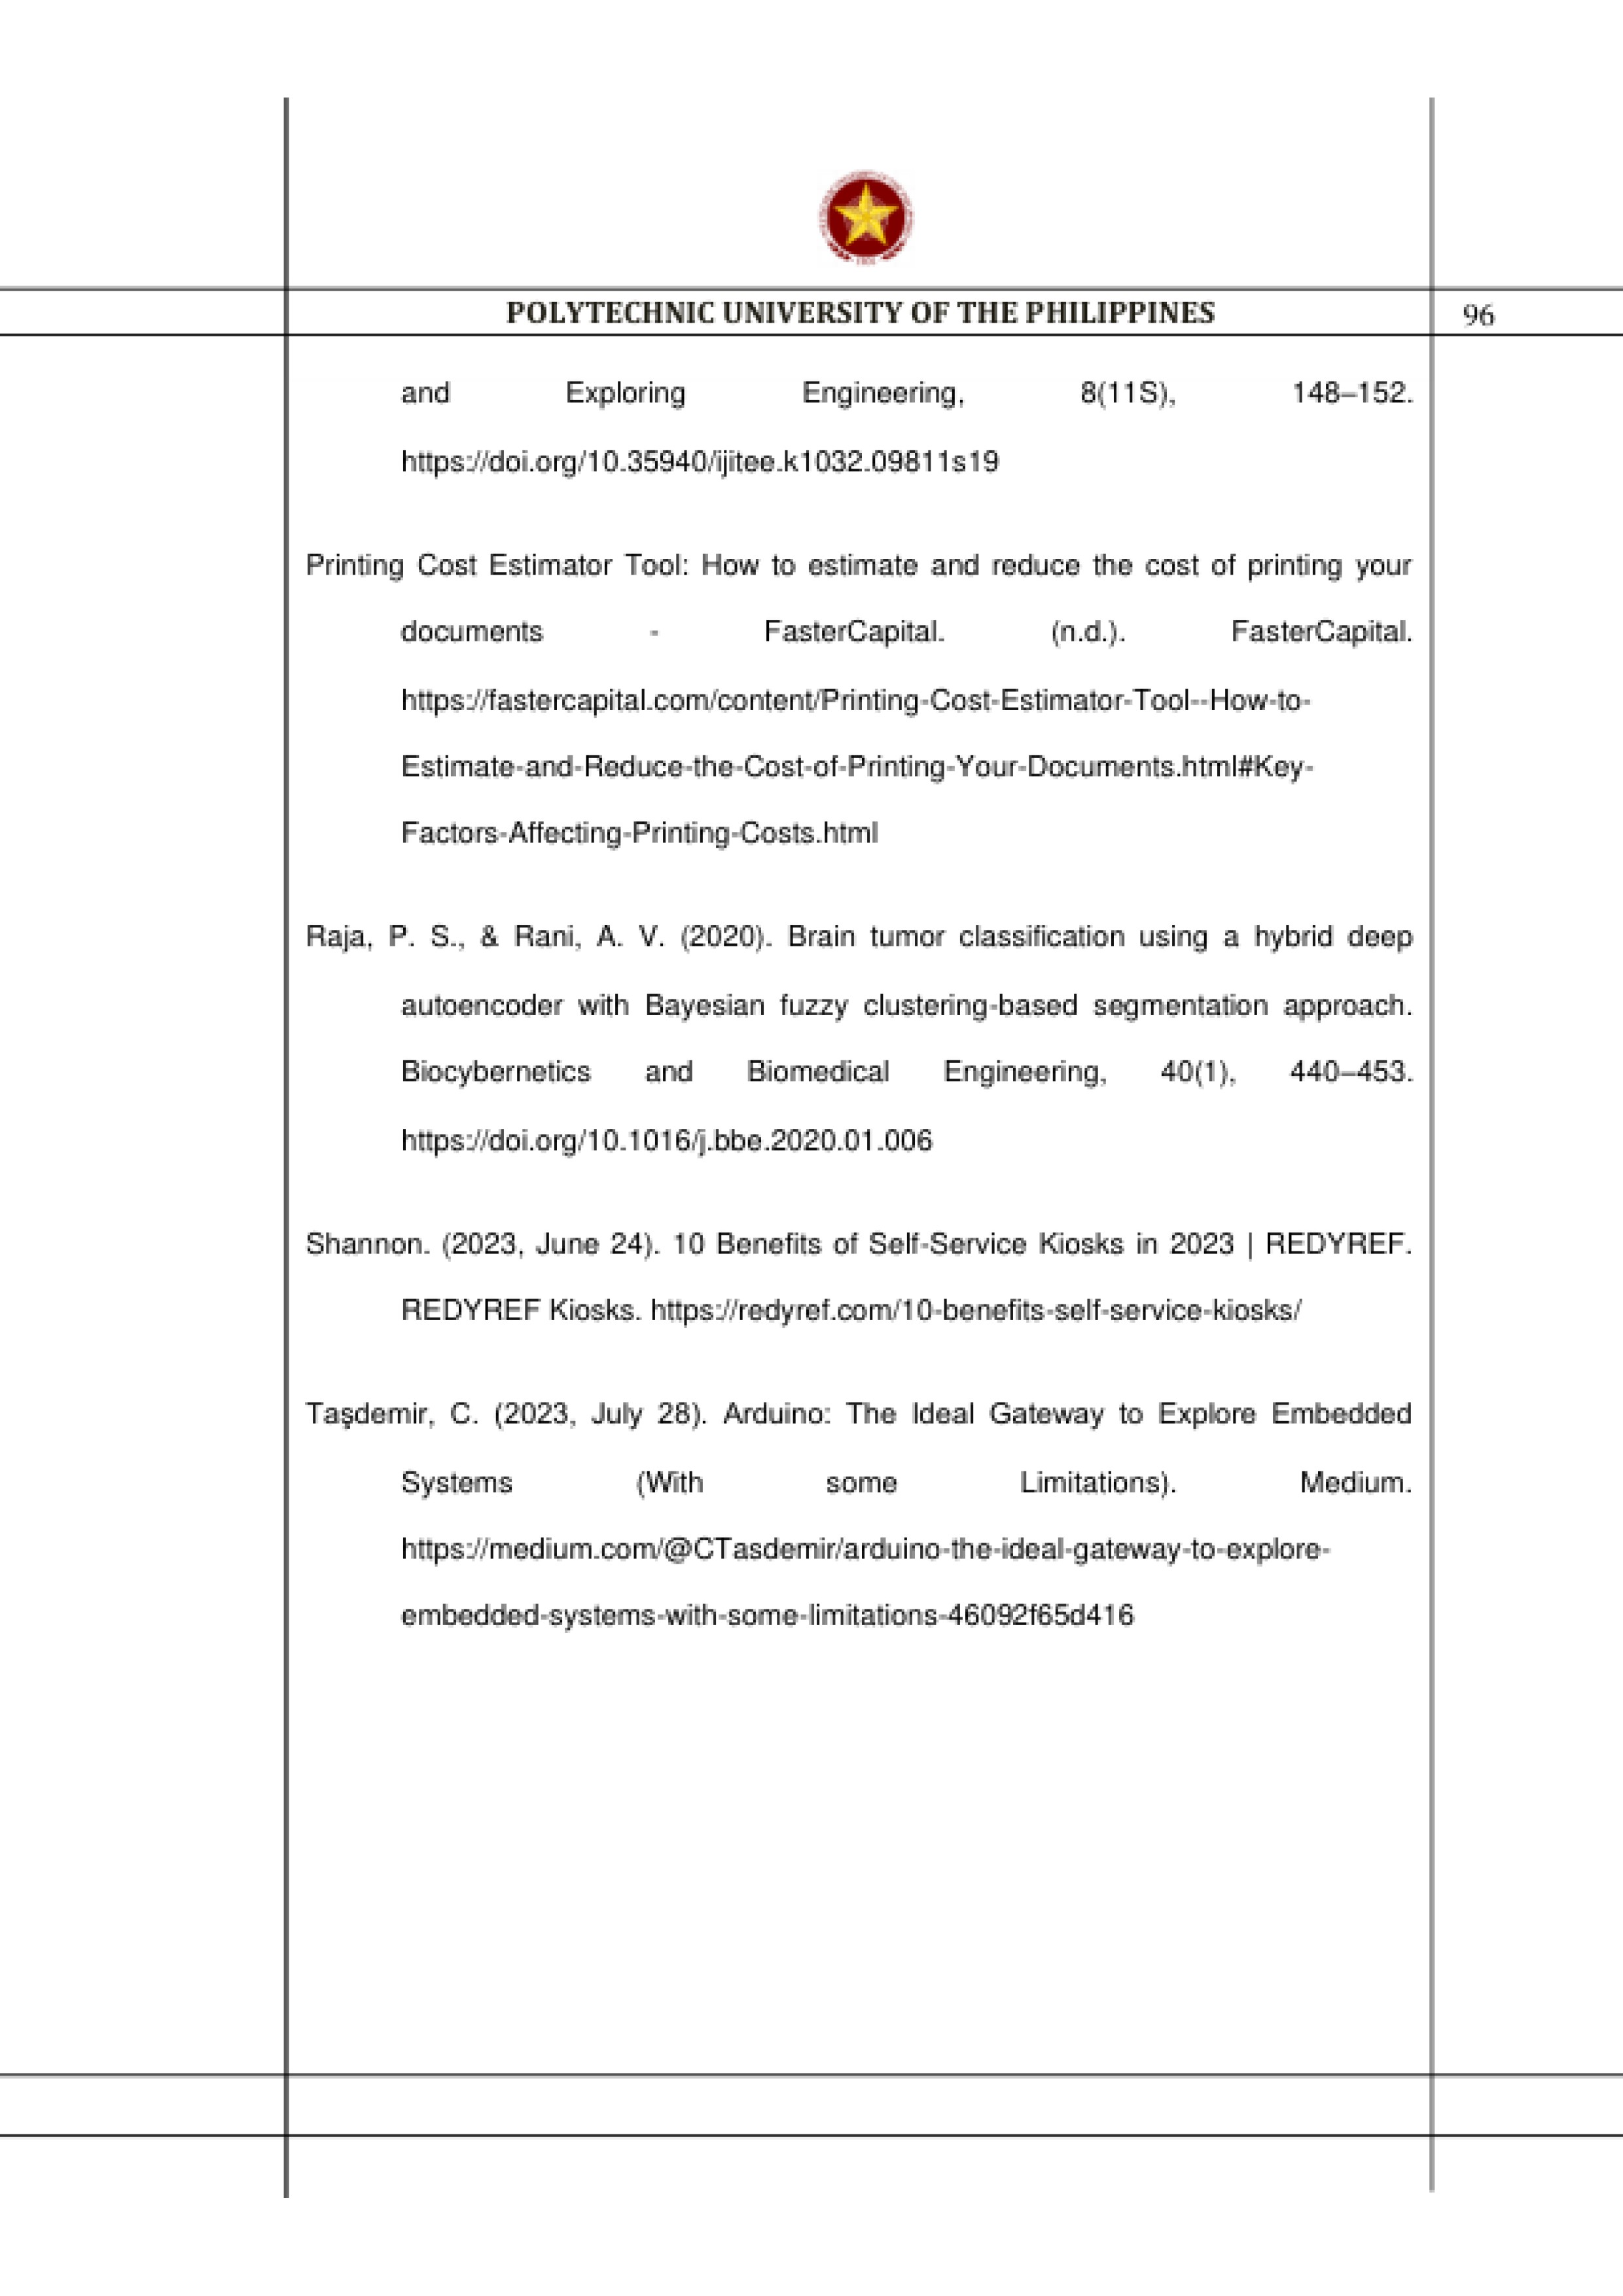 POLYTECHNIC UNIVERSITY OF THE PHILIPPINES
96
and Exploring Engineering, 8(11S), 148–152.
https://doi.org/10.35940/ijitee.k1032.09811s19
Printing Cost Estimator Tool: How to estimate and reduce the cost of printing your
documents - FasterCapital. (n.d.). FasterCapital.
https://fastercapital.com/content/Printing-Cost-Estimator-Tool--How-to-
Estimate-and-Reduce-the-Cost-of-Printing-Your-Documents.html#Key-
Factors-Affecting-Printing-Costs.html
Raja, P. S., & Rani, A. V. (2020). Brain tumor classification using a hybrid deep
autoencoder with Bayesian fuzzy clustering-based segmentation approach.
Biocybernetics and Biomedical Engineering, 40(1), 440–453.
https://doi.org/10.1016/j.bbe.2020.01.006
Shannon. (2023, June 24). 10 Benefits of Self-Service Kiosks in 2023 | REDYREF.
REDYREF Kiosks. https://redyref.com/10-benefits-self-service-kiosks/
Taşdemir, C. (2023, July 28). Arduino: The Ideal Gateway to Explore Embedded
Systems (With some Limitations). Medium.
https://medium.com/@CTasdemir/arduino-the-ideal-gateway-to-explore-
embedded-systems-with-some-limitations-46092f65d416